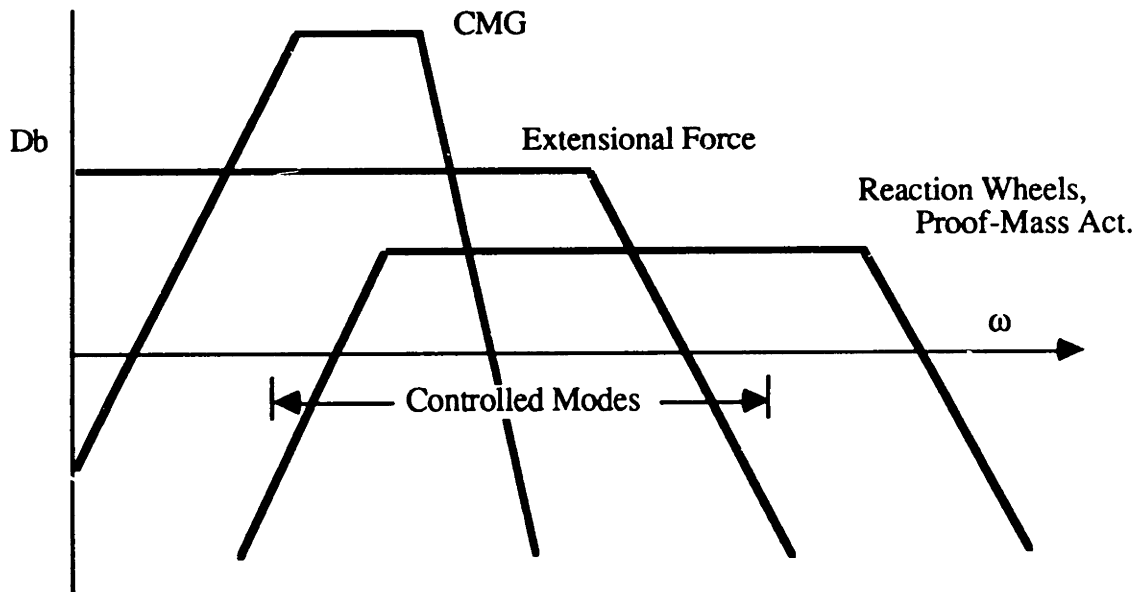 CMG
Db
Extensional Force
Reaction Wheels,
Proof-Mass Act.
ω
Controlled Modes